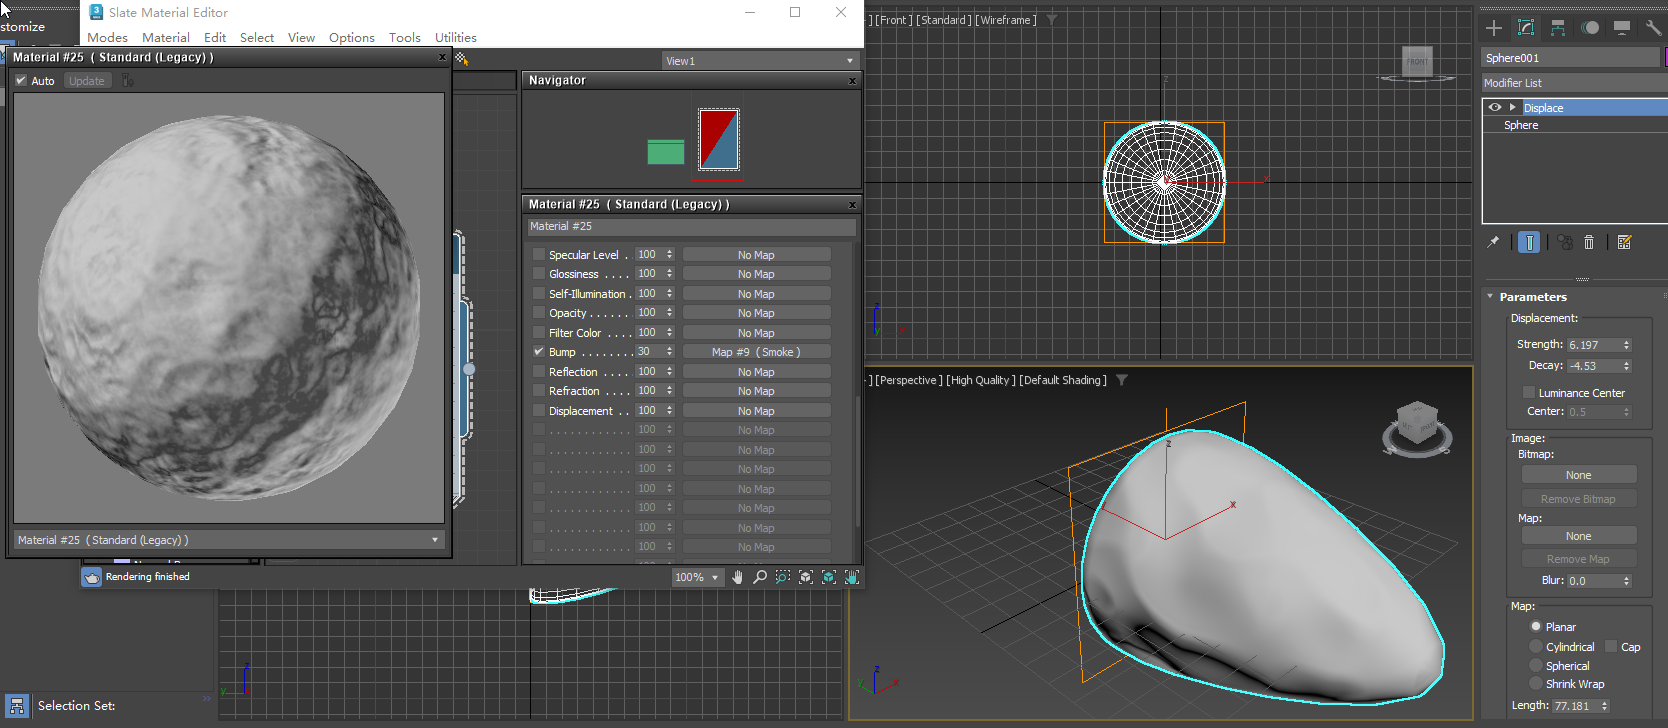 stomize
Slate Material Editor
Modes Material Edit Select View Options Tools Utilities
Material #25 ( Standard (Legacy) )
Auto Update
Material #25 ( Standard (Legacy) )
Rendering finished
View1
Navigator
Material #25 ( Standard (Legacy) )
Material #25
Specular Level . 100 No Map
Glossiness . . . . 100 No Map
Self-Illumination . 100 No Map
Opacity . . . . . . 100 No Map
Filter Color . . . . 100 No Map
Bump . . . . . . . . 30 Map #9 ( Smoke )
Reflection . . . . 100 No Map
Refraction . . . . 100 No Map
Displacement . . 100 No Map
. . . . . . . . . . . . 100 No Map
. . . . . . . . . . . . 100 No Map
. . . . . . . . . . . . 100 No Map
. . . . . . . . . . . . 100 No Map
. . . . . . . . . . . . 100 No Map
. . . . . . . . . . . . 100 No Map
. . . . . . . . . . . . 100 No Map
100%
Selection Set:
z
y
] [Front ] [Standard ] [Wireframe ]
FRONT
z
x
z
x
] [Perspective ] [High Quality ] [Default Shading ]
z
x
z
y
x
Sphere001
Modifier List
Displace
Sphere
Parameters
Displacement:
Strength: 6.197
Decay: -4.53
Luminance Center
Center: 0.5
Image:
Bitmap:
None
Remove Bitmap
Map:
None
Remove Map
Blur: 0.0
Map:
Planar
Cylindrical Cap
Spherical
Shrink Wrap
Length: 77.181